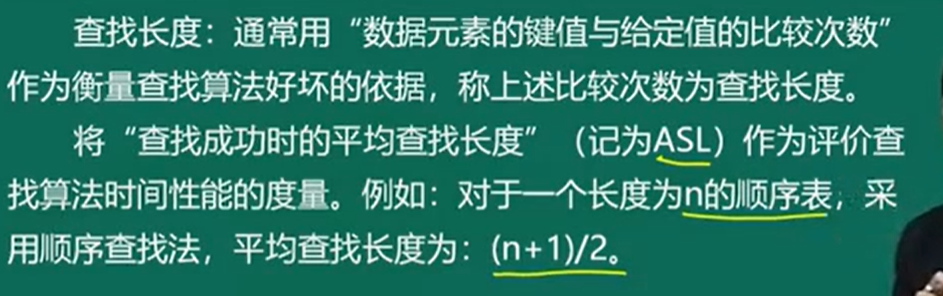 查找长度：通常用“数据元素的键值与给定值的比较次数”
作为衡量查找算法好坏的依据，称上述比较次数为查找长度。
将“查找成功时的平均查找长度”（记为ASL）作为评价查
找算法时间性能的度量。例如：对于一个长度为n的顺序表，采
用顺序查找法，平均查找长度为：(n+1)/2。